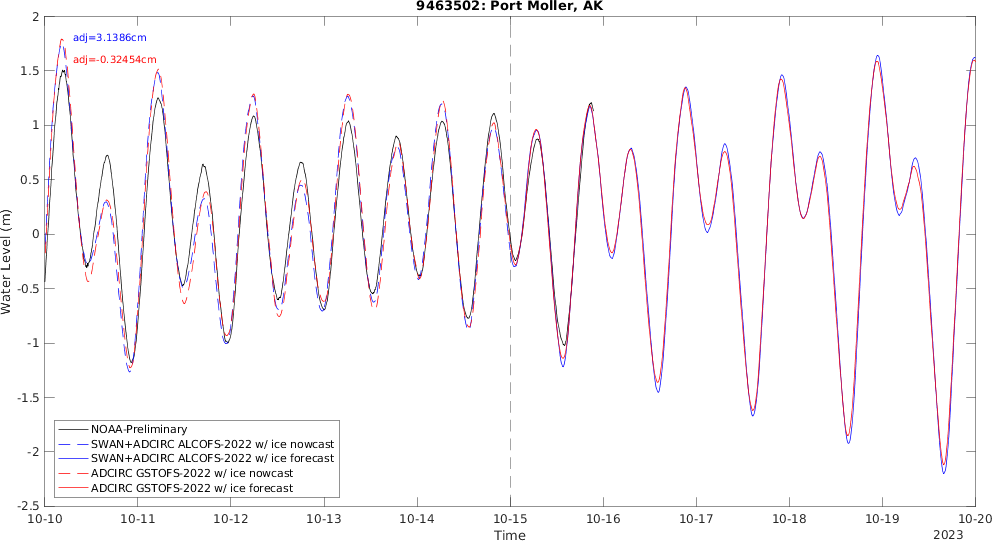 9463502: Port Moller, AK
2
1.5
1
0.5
0
-0.5
-1
-1.5
-2
-2.5
Water Level (m)
adj=3.1386cm
adj=-0.32454cm
NOAA-Preliminary
SWAN+ADCIRC ALCOFS-2022 w/ ice nowcast
SWAN+ADCIRC ALCOFS-2022 w/ ice forecast
ADCIRC GSTOFS-2022 w/ ice nowcast
ADCIRC GSTOFS-2022 w/ ice forecast
10-10 10-11 10-12 10-13 10-14 10-15 10-16 10-17 10-18 10-19 10-20
Time
2023